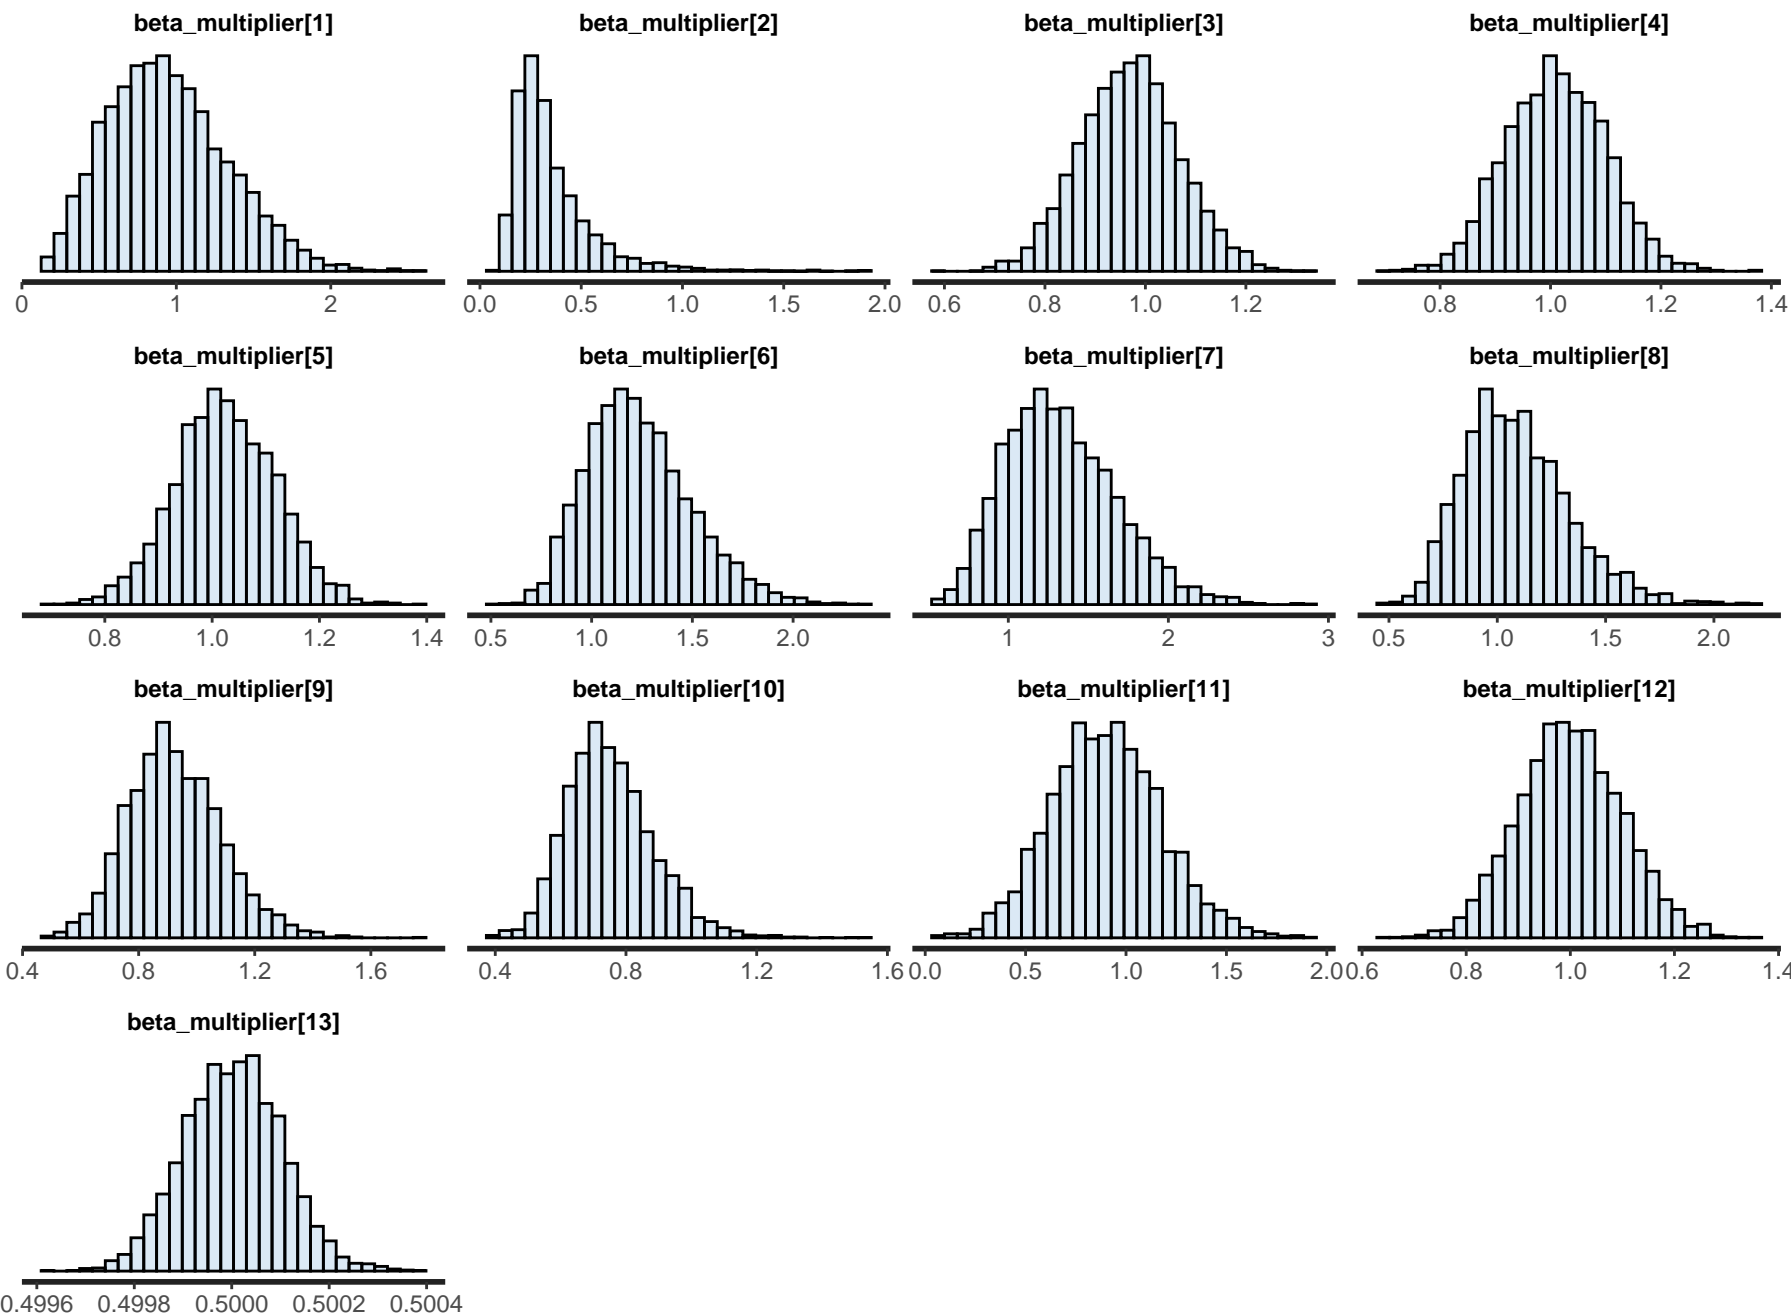 beta_multiplier[1] beta_multiplier[2] beta_multiplier[3] beta_multiplier[4]
0 1 2 0.0 0.5 1.0 1.5 2.0 0.6 0.8 1.0 1.2 0.8 1.0 1.2 1.4
beta_multiplier[5] beta_multiplier[6] beta_multiplier[7] beta_multiplier[8]
0.8 1.0 1.2 1.4 0.5 1.0 1.5 2.0 1 2 3 0.5 1.0 1.5 2.0
beta_multiplier[9] beta_multiplier[10] beta_multiplier[11] beta_multiplier[12]
0.4 0.8 1.2 1.6 0.4 0.8 1.2 1.6 0.0 0.5 1.0 1.5 2.0 0.6 0.8 1.0 1.2 1.4
beta_multiplier[13]
0.4996 0.4998 0.5000 0.5002 0.5004